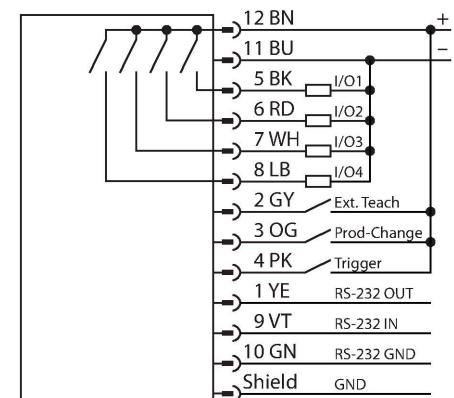 12 BN +
11 BU −
5 BK I/O1
6 RD I/O2
7 WH I/O3
8 LB I/O4
2 GY Ext. Teach
3 OG Prod-Change
4 PK Trigger
1 YE RS-232 OUT
9 VT RS-232 IN
10 GN RS-232 GND
Shield GND